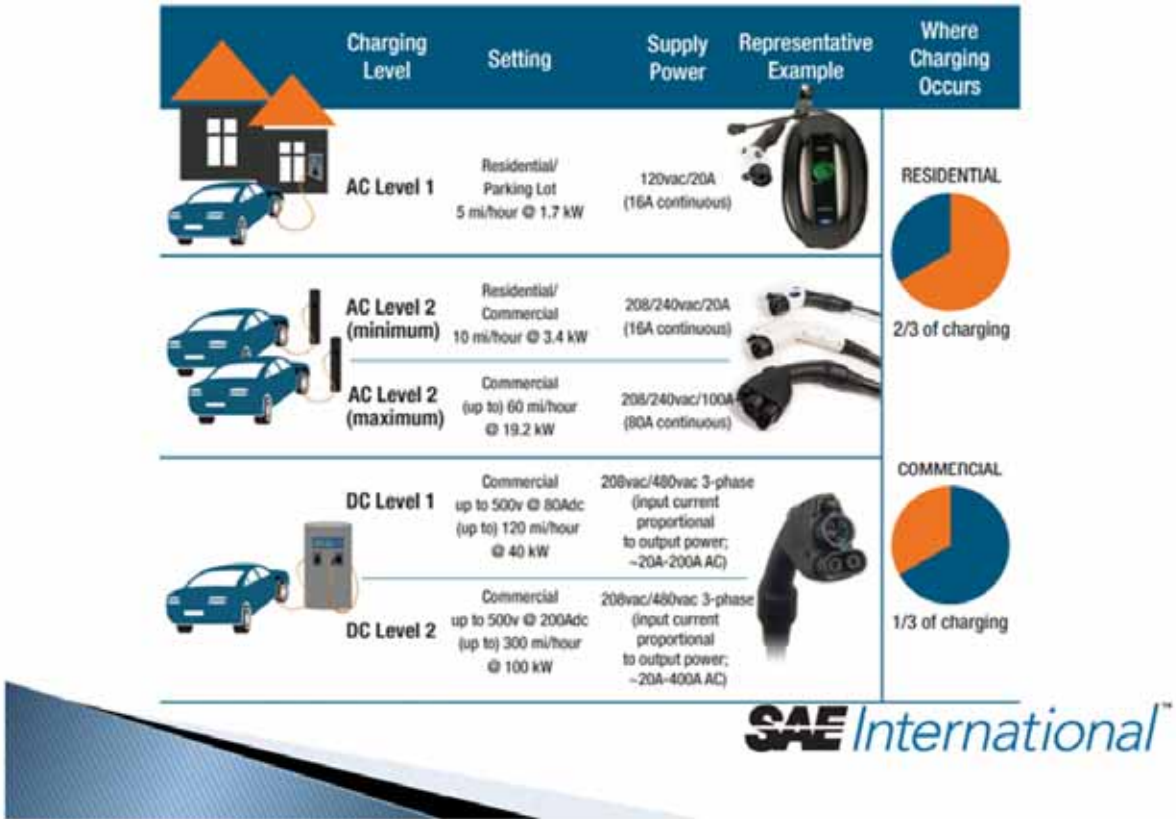 Charging
Level
Setting
Supply
Power
Representative
Example
Where
Charging
Occurs
AC Level 1
Residential/
Parking Lot
5 mi/hour @ 1.7 kW
120vac/20A
(16A continuous)
RESIDENTIAL
2/3 of charging
AC Level 2
(minimum)
Residential/
Commercial
10 mi/hour @ 3.4 kW
208/240vac/20A
(16A continuous)
AC Level 2
(maximum)
Commercial
(up to) 60 mi/hour
@ 19.2 kW
208/240vac/100A
(80A continuous)
DC Level 1
Commercial
up to 500v @ 80Adc
(up to) 120 mi/hour
@ 40 kW
208vac/480vac 3-phase
(input current
proportional
to output power;
~20A-200A AC)
COMMERCIAL
1/3 of charging
DC Level 2
Commercial
up to 500v @ 200Adc
(up to) 300 mi/hour
@ 100 kW
208vac/480vac 3-phase
(input current
proportional
to output power;
~20A-400A AC)
SAE International™